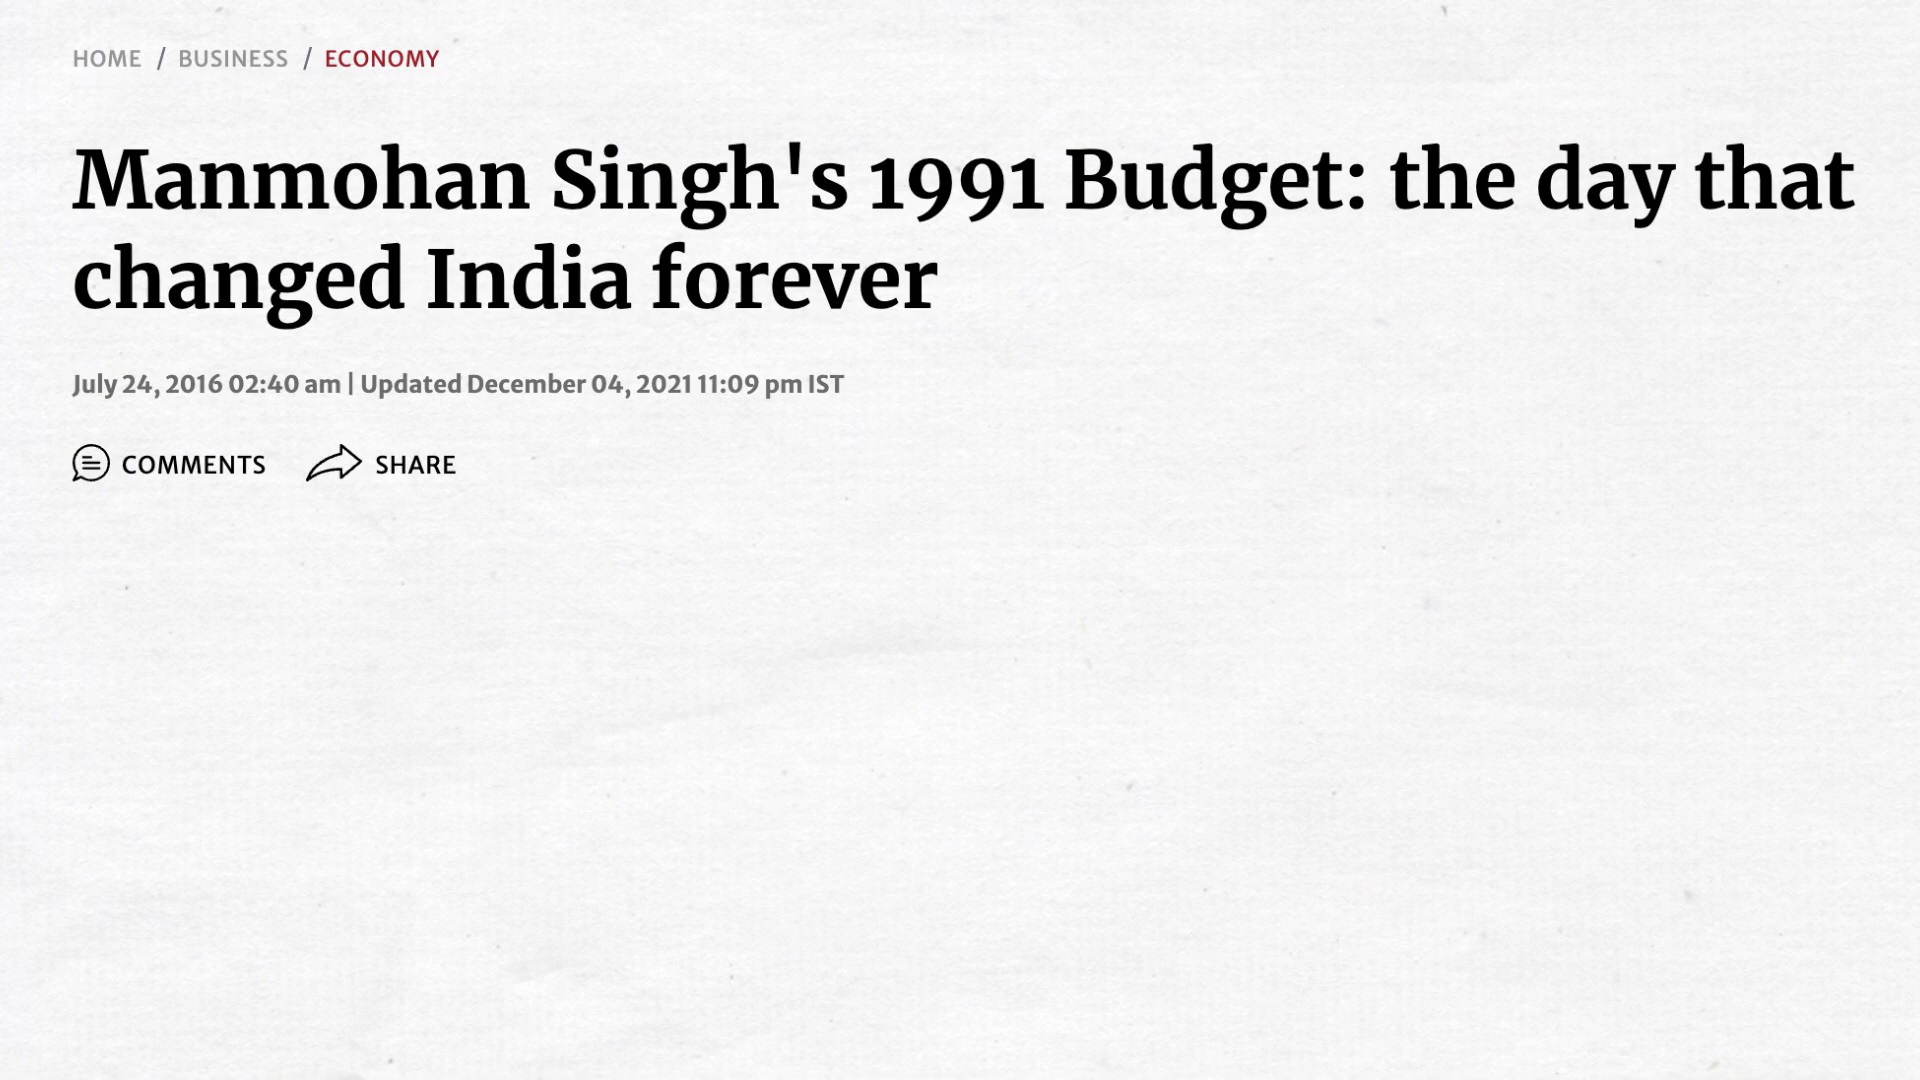 HOME / BUSINESS / ECONOMY
Manmohan Singh's 1991 Budget: the day that
changed India forever
July 24, 2016 02:40 am | Updated December 04, 2021 11:09 pm IST
COMMENTS SHARE